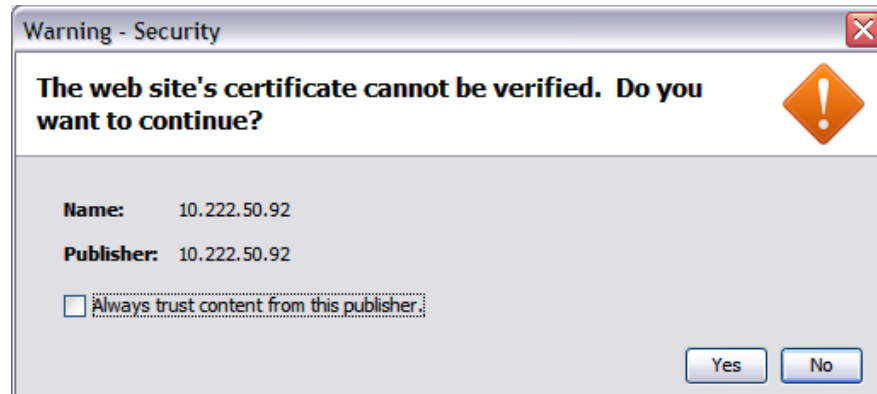 Warning - Security
The web site's certificate cannot be verified. Do you
want to continue?
Name: 10.222.50.92
Publisher: 10.222.50.92
Always trust content from this publisher.
Yes No